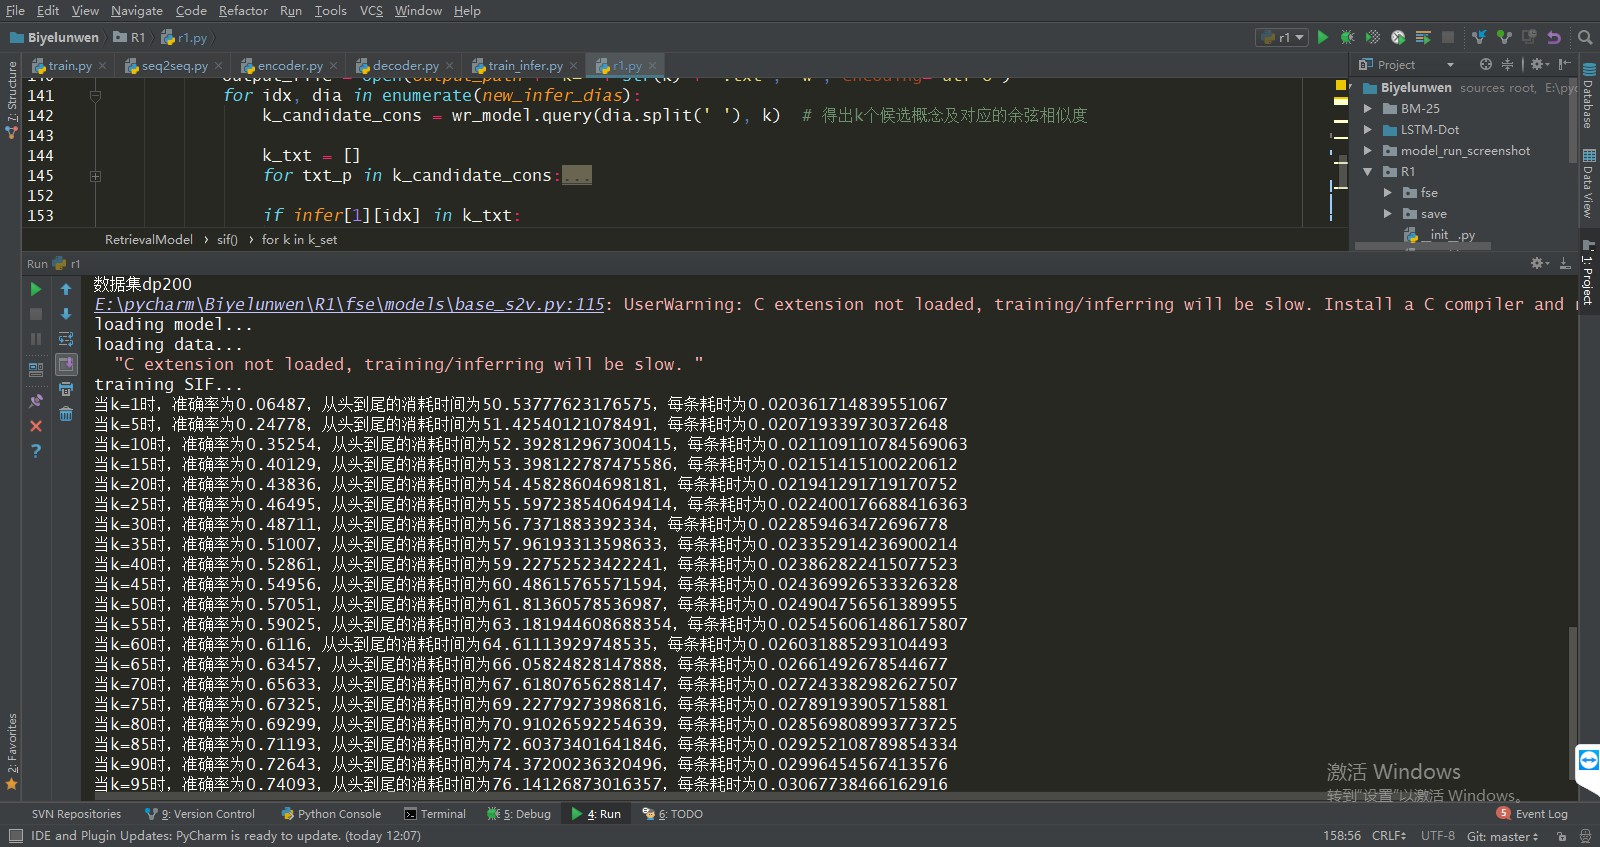 File Edit View Navigate Code Refactor Run Tools VCS Window Help
Biyelunwen R1 r1.py
r1
train.py seq2seq.py encoder.py decoder.py train_infer.py r1.py
141 for idx, dia in enumerate(new_infer_dias):
142 k_candidate_cons = wr_model.query(dia.split(' '), k) # 得出k个候选概念及对应的余弦相似度
143
144 k_txt = []
145 for txt_p in k_candidate_cons:...
152
153 if infer[1][idx] in k_txt:
RetrievalModel sif() for k in k_set
Project
Biyelunwen sources root, E:\pyc
BM-25
LSTM-Dot
model_run_screenshot
R1
fse
save
__init__.py
Z: Structure
2: Favorites
Database
Data View
1: Project
Run r1
数据集dp200
E:\pycharm\Biyelunwen\R1\fse\models\base_s2v.py:115: UserWarning: C extension not loaded, training/inferring will be slow. Install a C compiler and
loading model...
loading data...
"C extension not loaded, training/inferring will be slow. "
training SIF...
当k=1时，准确率为0.06487，从头到尾的消耗时间为50.53777623176575，每条耗时为0.020361714839551067
当k=5时，准确率为0.24778，从头到尾的消耗时间为51.42540121078491，每条耗时为0.020719339730372648
当k=10时，准确率为0.35254，从头到尾的消耗时间为52.392812967300415，每条耗时为0.021109110784569063
当k=15时，准确率为0.40129，从头到尾的消耗时间为53.398122787475586，每条耗时为0.02151415100220612
当k=20时，准确率为0.43836，从头到尾的消耗时间为54.45828604698181，每条耗时为0.021941291719170752
当k=25时，准确率为0.46495，从头到尾的消耗时间为55.597238540649414，每条耗时为0.022400176688416363
当k=30时，准确率为0.48711，从头到尾的消耗时间为56.7371883392334，每条耗时为0.022859463472696778
当k=35时，准确率为0.51007，从头到尾的消耗时间为57.96193313598633，每条耗时为0.023352914236900214
当k=40时，准确率为0.52861，从头到尾的消耗时间为59.22752523422241，每条耗时为0.023862822415077523
当k=45时，准确率为0.54956，从头到尾的消耗时间为60.48615765571594，每条耗时为0.024369926533326328
当k=50时，准确率为0.57051，从头到尾的消耗时间为61.81360578536987，每条耗时为0.024904756561389955
当k=55时，准确率为0.59025，从头到尾的消耗时间为63.181944608688354，每条耗时为0.025456061486175807
当k=60时，准确率为0.6116，从头到尾的消耗时间为64.61113929748535，每条耗时为0.026031885293104493
当k=65时，准确率为0.63457，从头到尾的消耗时间为66.05824828147888，每条耗时为0.02661492678544677
当k=70时，准确率为0.65633，从头到尾的消耗时间为67.61807656288147，每条耗时为0.027243382982627507
当k=75时，准确率为0.67325，从头到尾的消耗时间为69.22779273986816，每条耗时为0.02789193905715881
当k=80时，准确率为0.69299，从头到尾的消耗时间为70.91026592254639，每条耗时为0.028569808993773725
当k=85时，准确率为0.71193，从头到尾的消耗时间为72.60373401641846，每条耗时为0.029252108789854334
当k=90时，准确率为0.72643，从头到尾的消耗时间为74.37200236320496，每条耗时为0.02996454567413576
当k=95时，准确率为0.74093，从头到尾的消耗时间为76.14126873016357，每条耗时为0.03067738466162916
激活 Windows
转到"设置"以激活 Windows。
SVN Repositories 9: Version Control Python Console Terminal 5: Debug 4: Run 6: TODO 5 Event Log
IDE and Plugin Updates: PyCharm is ready to update. (today 12:07) 158:56 CRLF UTF-8 Git: master